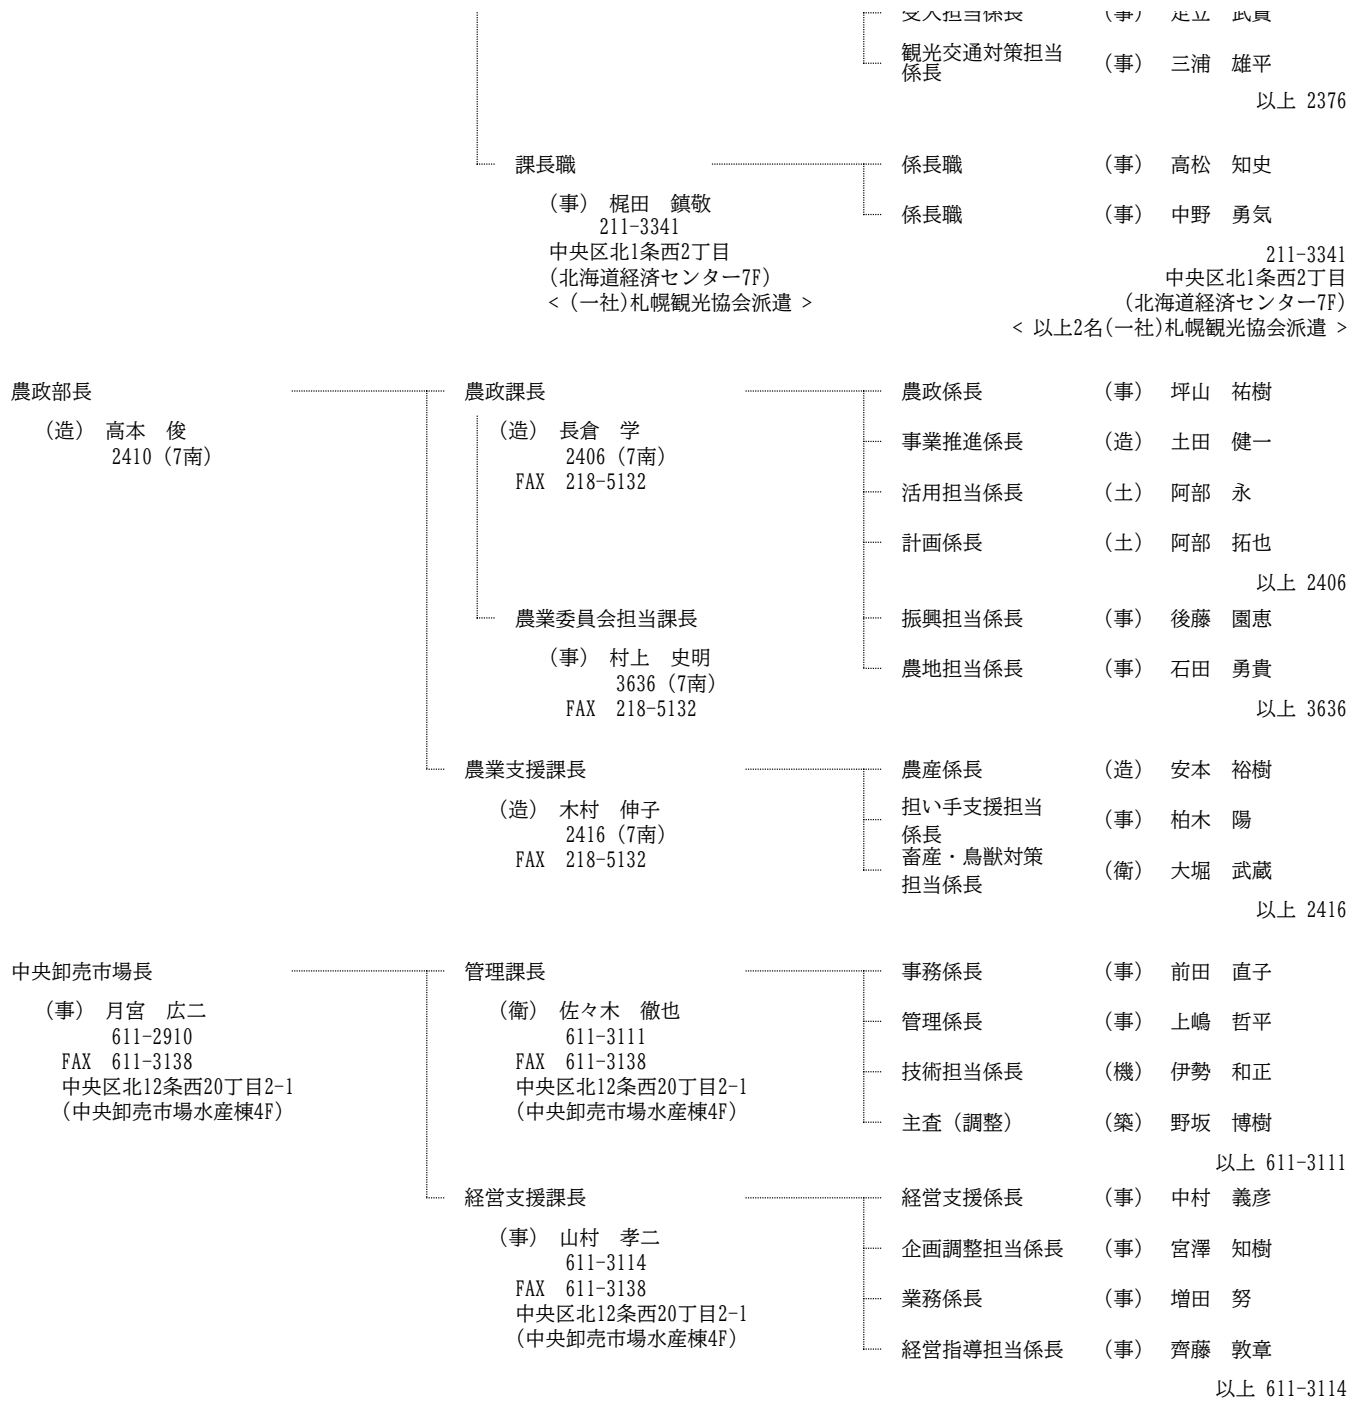 観光交通対策担当
係長 （事） 三浦 雄平
以上 2376
課長職
（事） 梶田 鎮敬
211-3341
中央区北1条西2丁目
(北海道経済センター7F)
< (一社)札幌観光協会派遣 >
係長職 （事） 高松 知史
係長職 （事） 中野 勇気
211-3341
中央区北1条西2丁目
(北海道経済センター7F)
< 以上2名(一社)札幌観光協会派遣 >
農政部長
（造） 高本 俊
2410（7南）
農政課長
（造） 長倉 学
2406（7南）
FAX 218-5132
農政係長 （事） 坪山 祐樹
事業推進係長 （造） 土田 健一
活用担当係長 （土） 阿部 永
計画係長 （土） 阿部 拓也
以上 2406
農業委員会担当課長
（事） 村上 史明
3636（7南）
FAX 218-5132
振興担当係長 （事） 後藤 園恵
農地担当係長 （事） 石田 勇貴
以上 3636
農業支援課長
（造） 木村 伸子
2416（7南）
FAX 218-5132
農産係長 （造） 安本 裕樹
担い手支援担当
係長 （事） 柏木 陽
畜産・鳥獣対策
担当係長 （衛） 大堀 武蔵
以上 2416
中央卸売市場長
（事） 月宮 広二
611-2910
FAX 611-3138
中央区北12条西20丁目2-1
（中央卸売市場水産棟4F）
管理課長
（衛） 佐々木 徹也
611-3111
FAX 611-3138
中央区北12条西20丁目2-1
（中央卸売市場水産棟4F）
事務係長 （事） 前田 直子
管理係長 （事） 上嶋 哲平
技術担当係長 （機） 伊勢 和正
主査（調整） （築） 野坂 博樹
以上 611-3111
経営支援課長
（事） 山村 孝二
611-3114
FAX 611-3138
中央区北12条西20丁目2-1
（中央卸売市場水産棟4F）
経営支援係長 （事） 中村 義彦
企画調整担当係長 （事） 宮澤 知樹
業務係長 （事） 増田 努
経営指導担当係長 （事） 齊藤 敦章
以上 611-3114